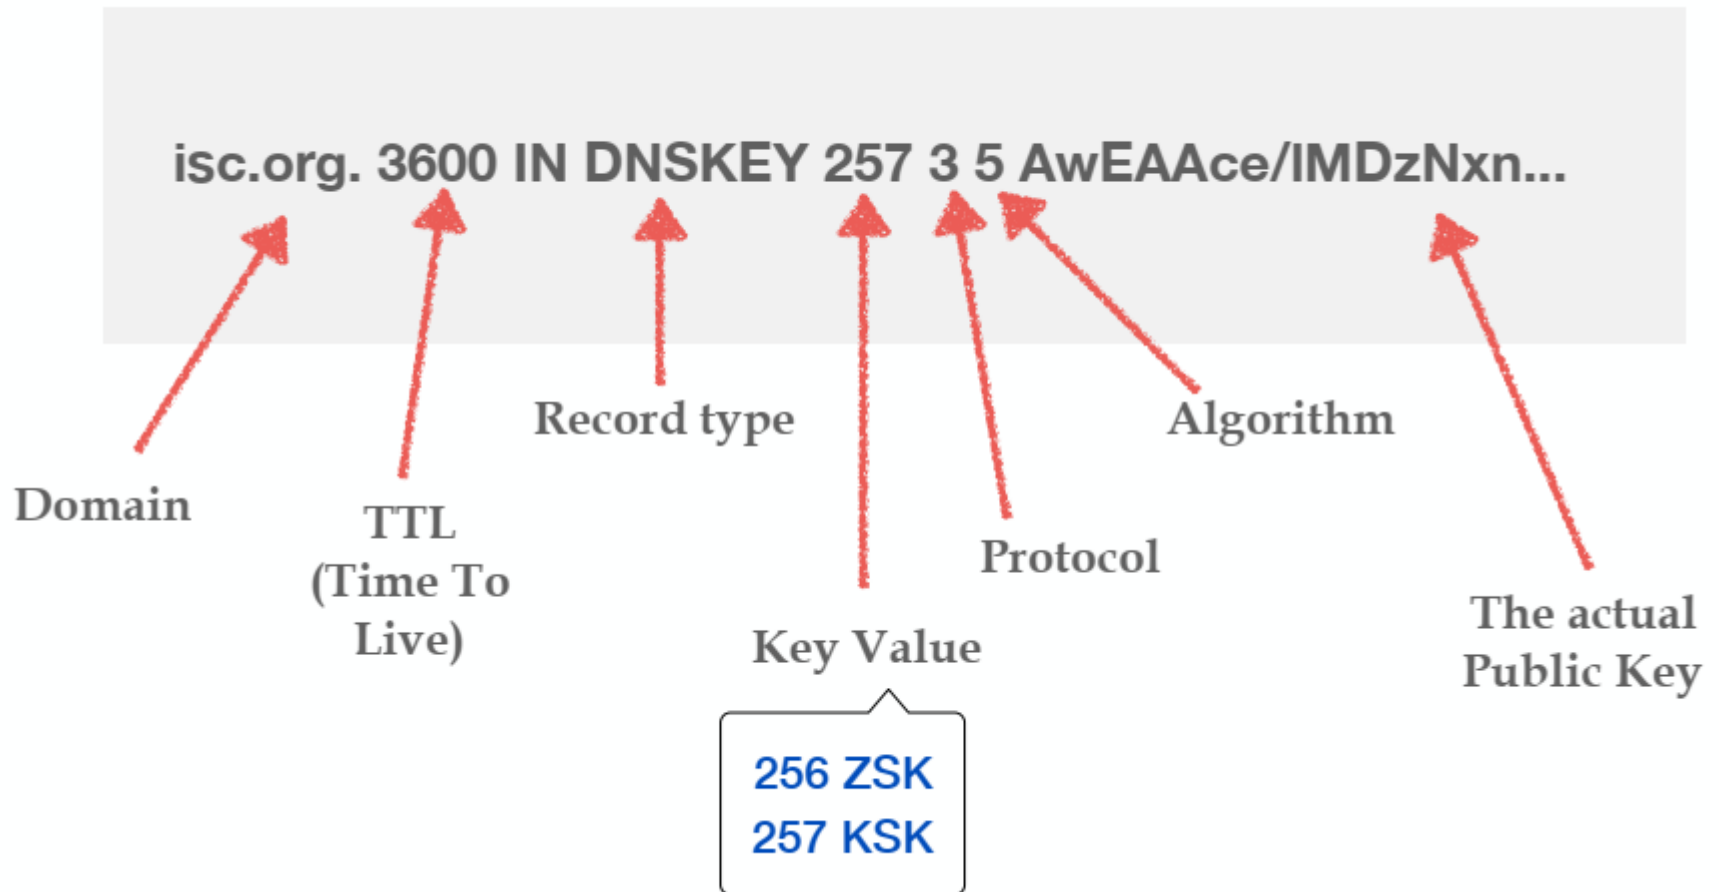 isc.org. 3600 IN DNSKEY 257 3 5 AwEAAce/IMDzNxn...
Record type
Algorithm
Domain
TTL
(Time To
Live)
Protocol
Key Value
The actual
Public Key
256 ZSK
257 KSK